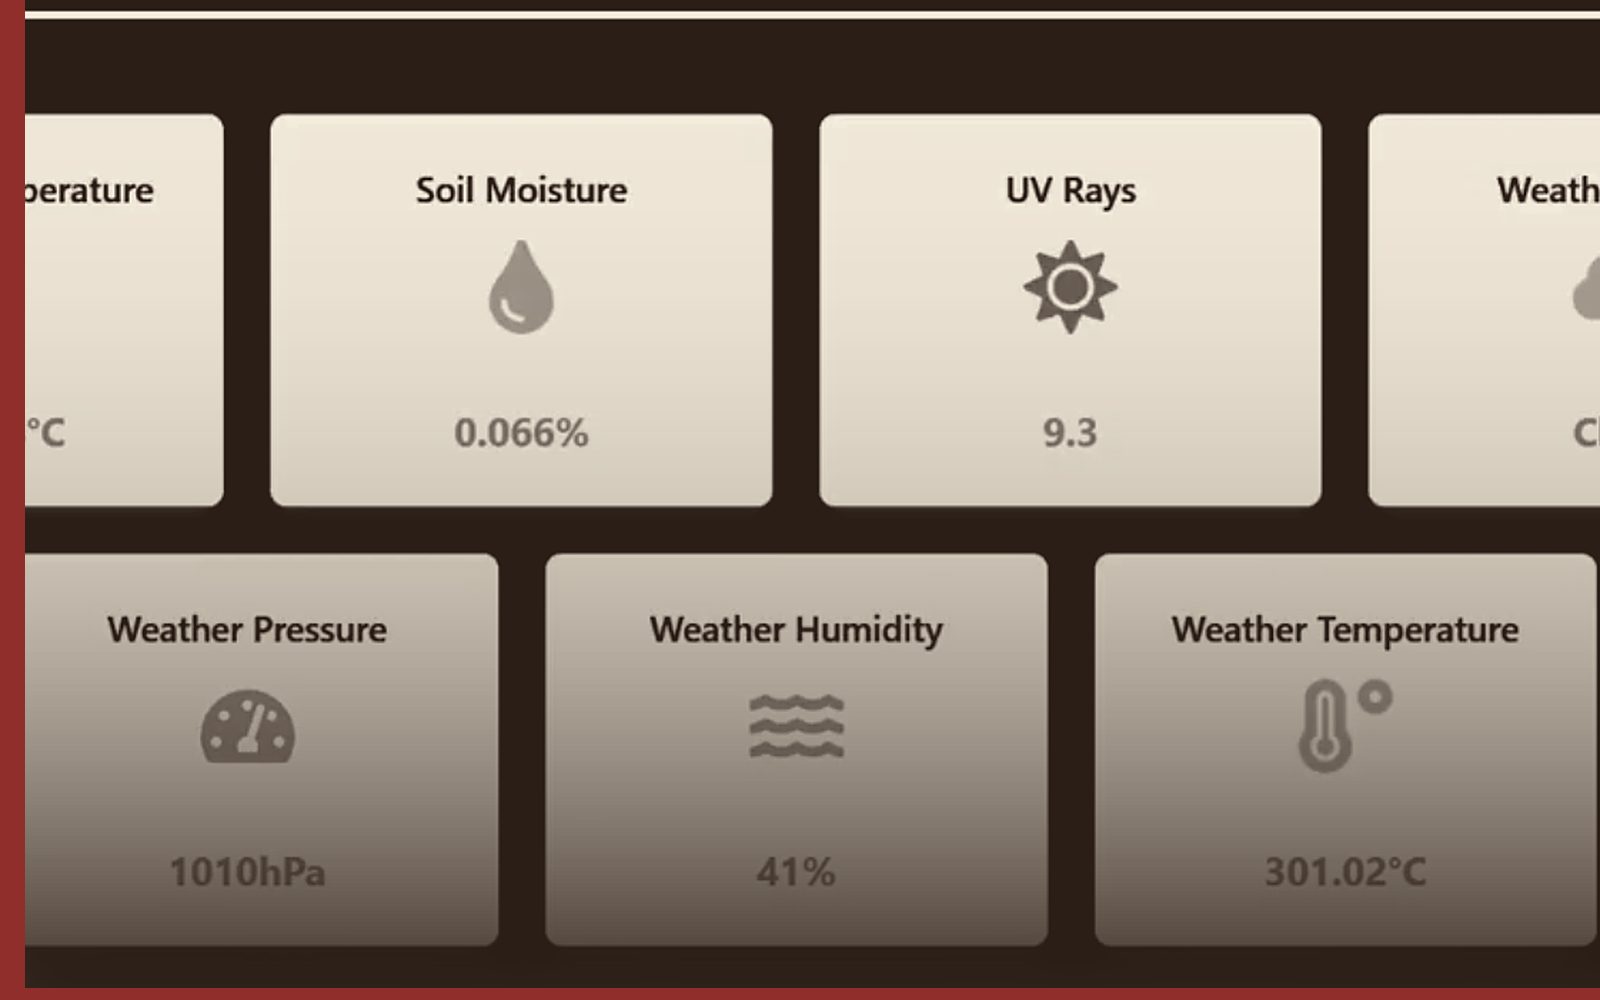 perature
Soil Moisture
UV Rays
Weath
°C
0.066%
9.3
Weather Pressure
Weather Humidity
Weather Temperature
1010hPa
41%
301.02°C